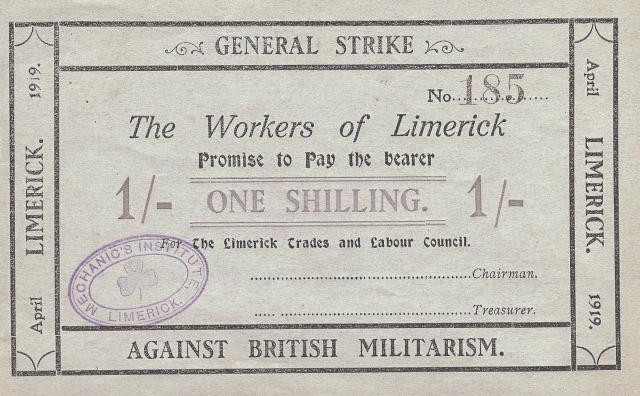 GENERAL STRIKE
No. 185
The Workers of Limerick
Promise to Pay the bearer
1/- ONE SHILLING. 1/-
For The Limerick Trades and Labour Council.
Chairman.
Treasurer.
AGAINST BRITISH MILITARISM.
April LIMERICK. 1919.
April LIMERICK. 1919.
MECHANIC'S INSTITUTE,
LIMERICK.